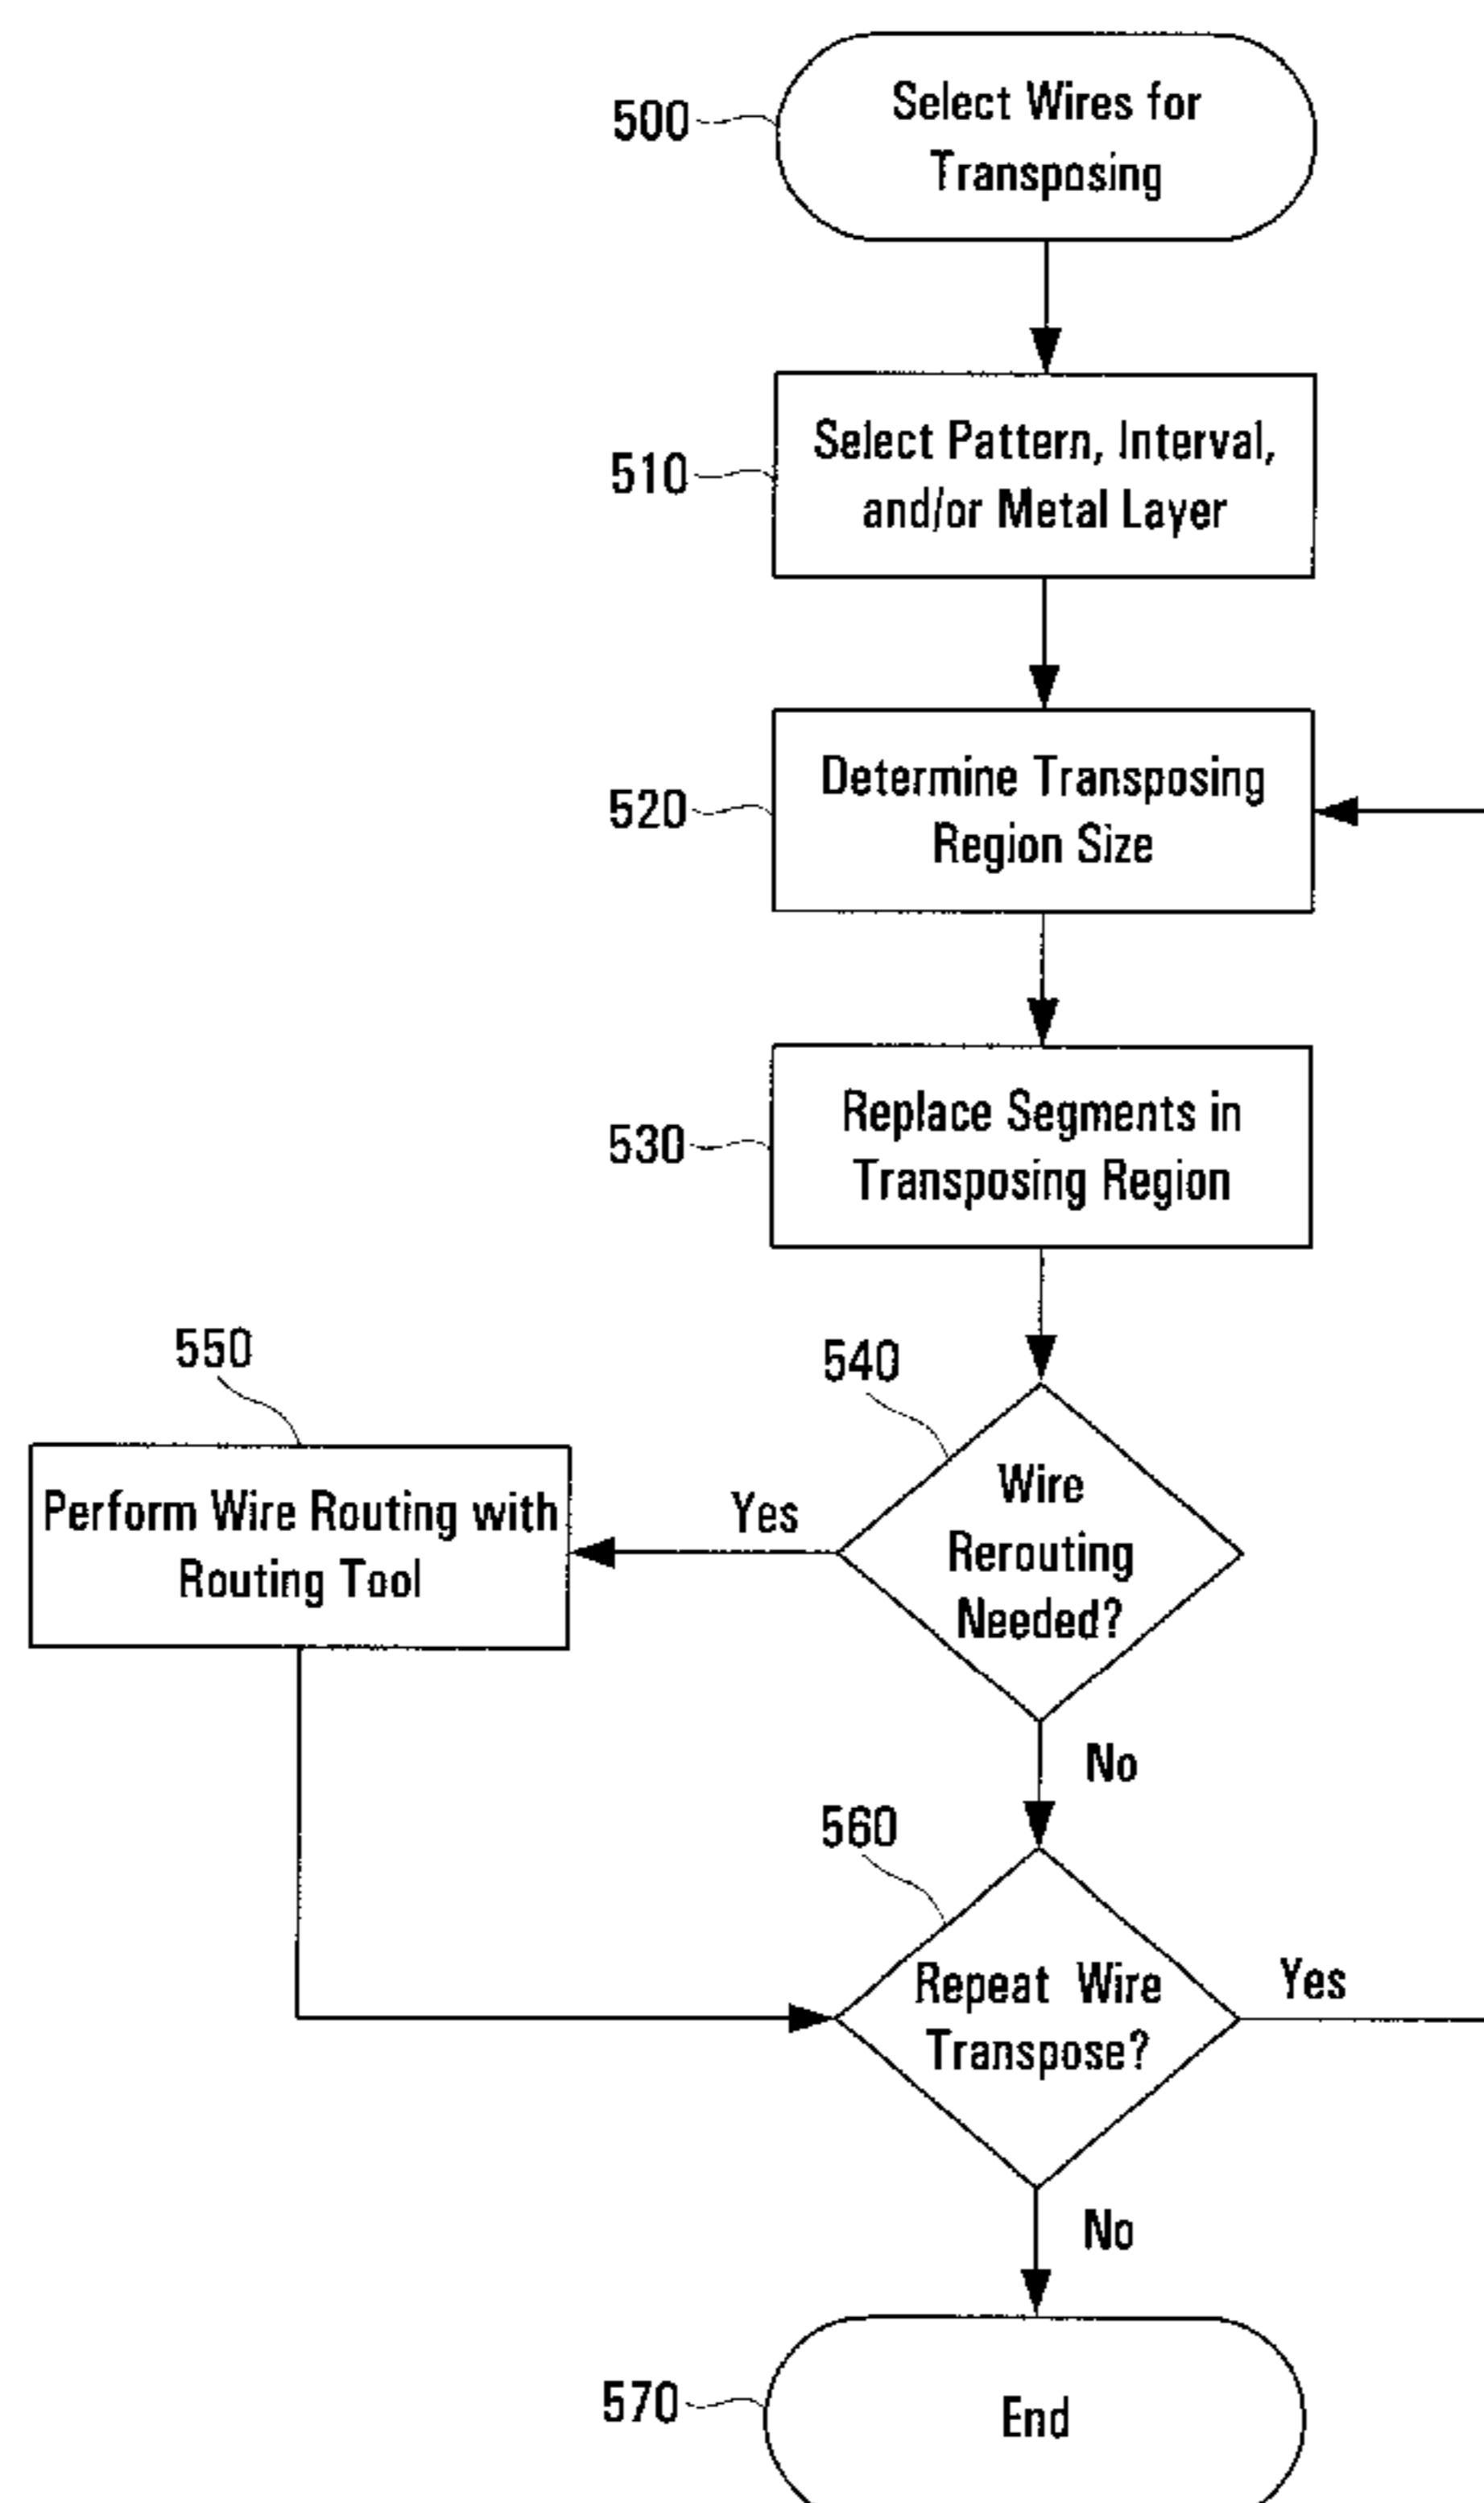 500
Select Wires for
Transposing
510
Select Pattern, Interval,
and/or Metal Layer
520
Determine Transposing
Region Size
530
Replace Segments in
Transposing Region
550
540
Perform Wire Routing with
Routing Tool
Yes
Wire
Rerouting
Needed?
No
560
Repeat Wire
Transpose?
Yes
No
570
End